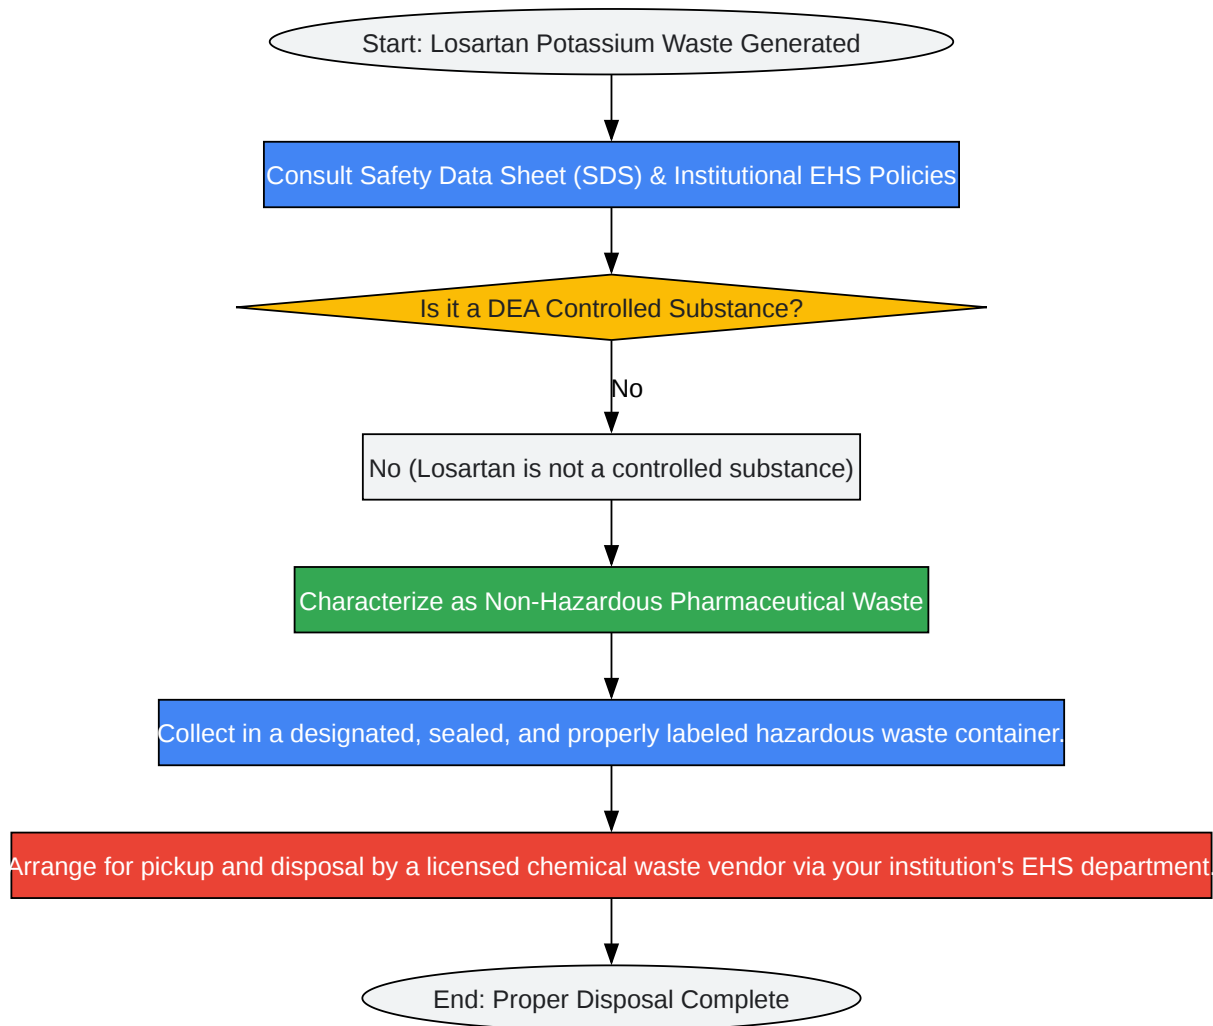 Start: Losartan Potassium Waste Generated
Consult Safety Data Sheet (SDS) & Institutional EHS Policies
Is it a DEA Controlled Substance?
No
No (Losartan is not a controlled substance)
Characterize as Non-Hazardous Pharmaceutical Waste
Collect in a designated, sealed, and properly labeled hazardous waste container.
Arrange for pickup and disposal by a licensed chemical waste vendor via your institution's EHS department.
End: Proper Disposal Complete